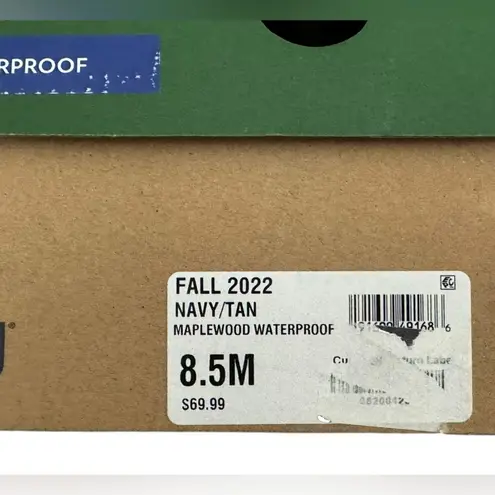 RPROOF
FALL 2022
NAVY/TAN
MAPLEWOOD WATERPROOF
8.5M
$69.99